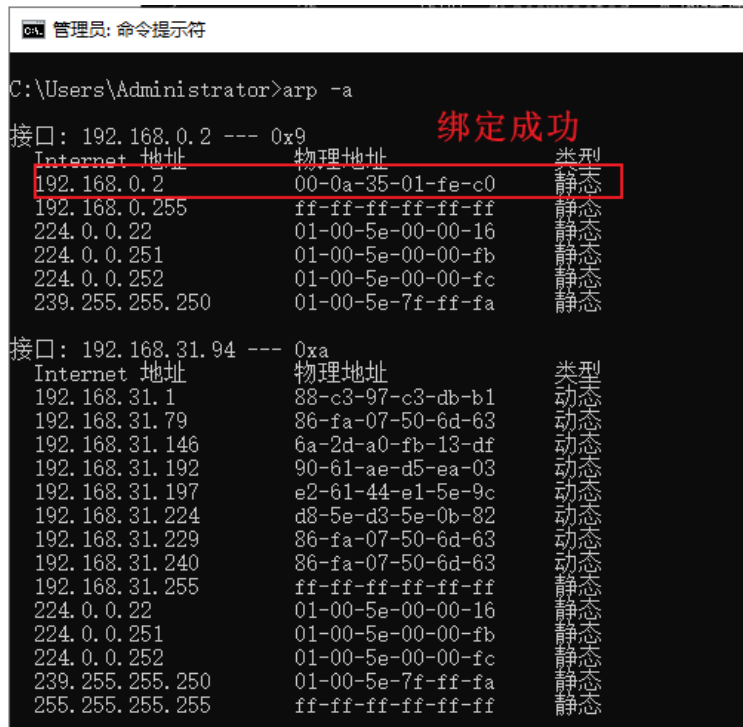 管理员: 命令提示符
C:\Users\Administrator>arp -a
绑定成功
接口: 192.168.0.2 --- 0x9
Internet 地址 物理地址 类型
192.168.0.2 00-0a-35-01-fe-c0 静态
192.168.0.255 ff-ff-ff-ff-ff-ff 静态
224.0.0.22 01-00-5e-00-00-16 静态
224.0.0.251 01-00-5e-00-00-fb 静态
224.0.0.252 01-00-5e-00-00-fc 静态
239.255.255.250 01-00-5e-7f-ff-fa 静态
接口: 192.168.31.94 --- 0xa
Internet 地址 物理地址 类型
192.168.31.1 88-c3-97-c3-db-b1 动态
192.168.31.79 86-fa-07-50-6d-63 动态
192.168.31.146 6a-2d-a0-fb-13-df 动态
192.168.31.192 90-61-ae-d5-ea-03 动态
192.168.31.197 e2-61-44-e1-5e-9c 动态
192.168.31.224 d8-5e-d3-5e-0b-82 动态
192.168.31.229 86-fa-07-50-6d-63 动态
192.168.31.240 86-fa-07-50-6d-63 动态
192.168.31.255 ff-ff-ff-ff-ff-ff 静态
224.0.0.22 01-00-5e-00-00-16 静态
224.0.0.251 01-00-5e-00-00-fb 静态
224.0.0.252 01-00-5e-00-00-fc 静态
239.255.255.250 01-00-5e-7f-ff-fa 静态
255.255.255.255 ff-ff-ff-ff-ff-ff 静态